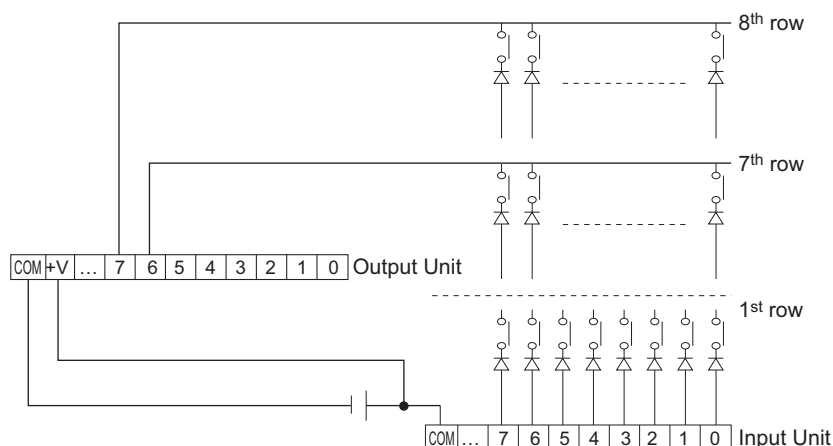 8th row
7th row
COM +V ... 7 6 5 4 3 2 1 0 Output Unit
1st row
COM ... 7 6 5 4 3 2 1 0 Input Unit